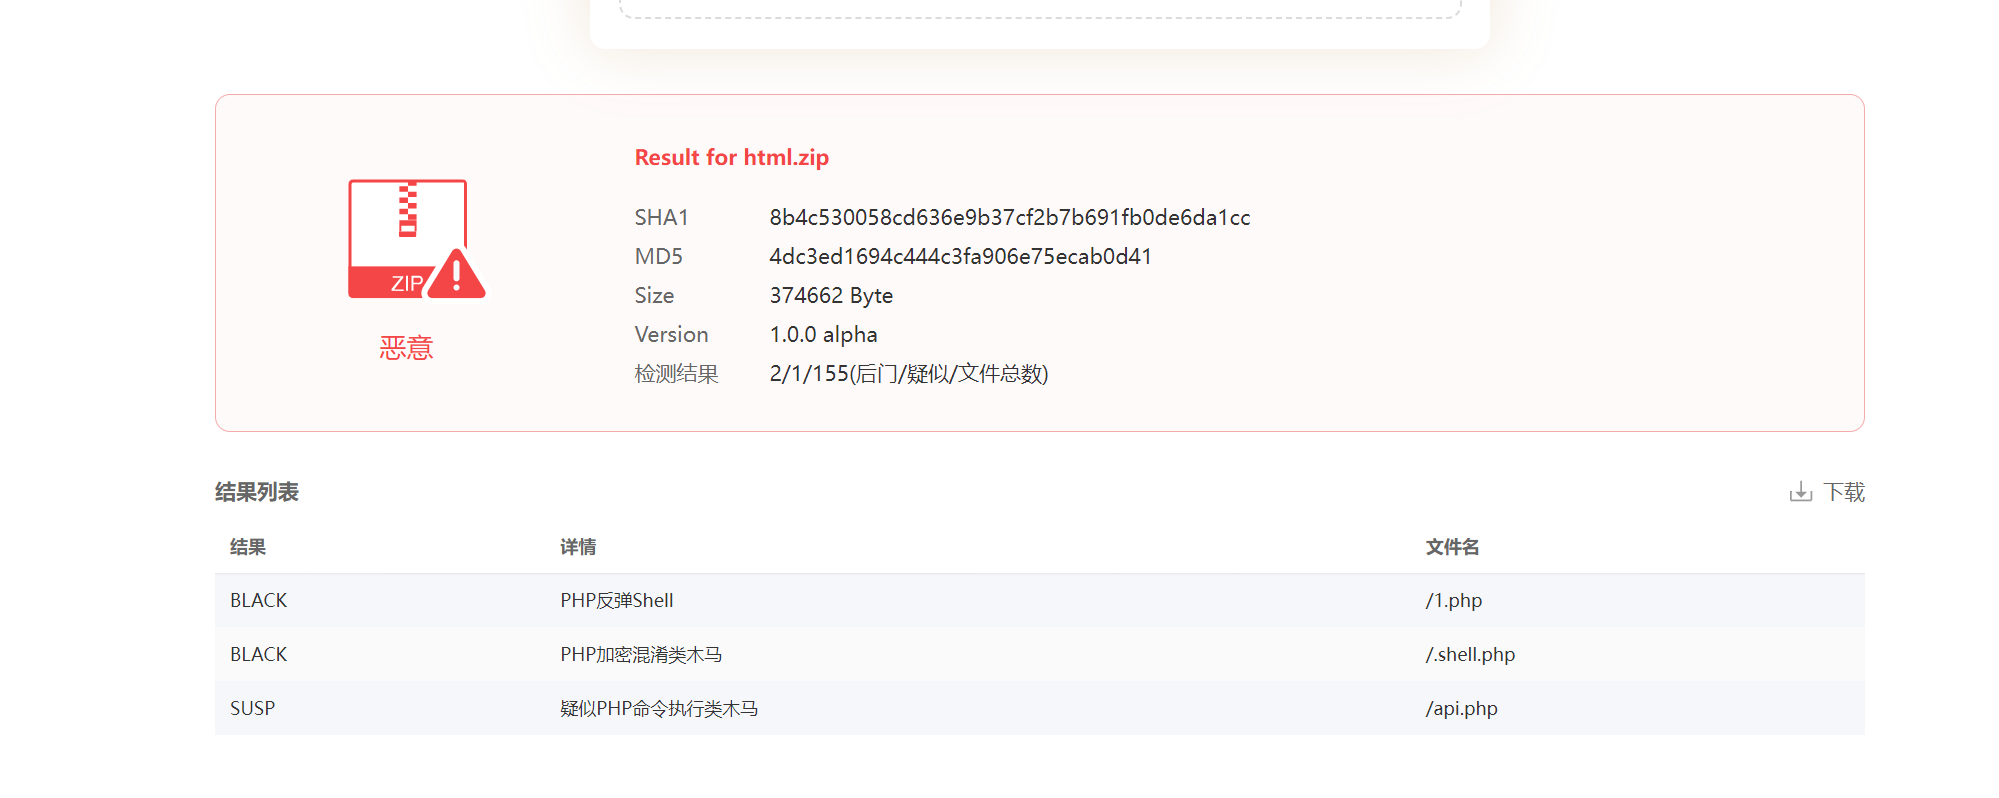 Result for html.zip
SHA1 8b4c530058cd636e9b37cf2b7b691fb0de6da1cc
MD5 4dc3ed1694c444c3fa906e75ecab0d41
Size 374662 Byte
Version 1.0.0 alpha
检测结果 2/1/155(后门/疑似/文件总数)
ZIP
恶意
结果列表 下载
结果 详情 文件名
BLACK PHP反弹Shell /1.php
BLACK PHP加密混淆类木马 /.shell.php
SUSP 疑似PHP命令执行类木马 /api.php